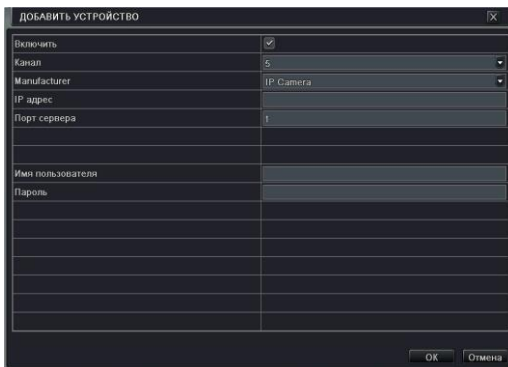 ДОБАВИТЬ УСТРОЙСТВО
Включить
Канал 5
Manufacturer IP Camera
IP адрес
Порт сервера 1
Имя пользователя
Пароль
OK Отмена